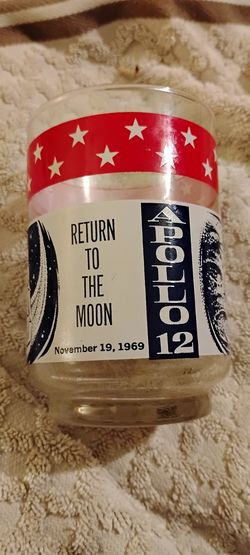 RETURN
TO
THE
MOON
November 19, 1969
APOLLO
12